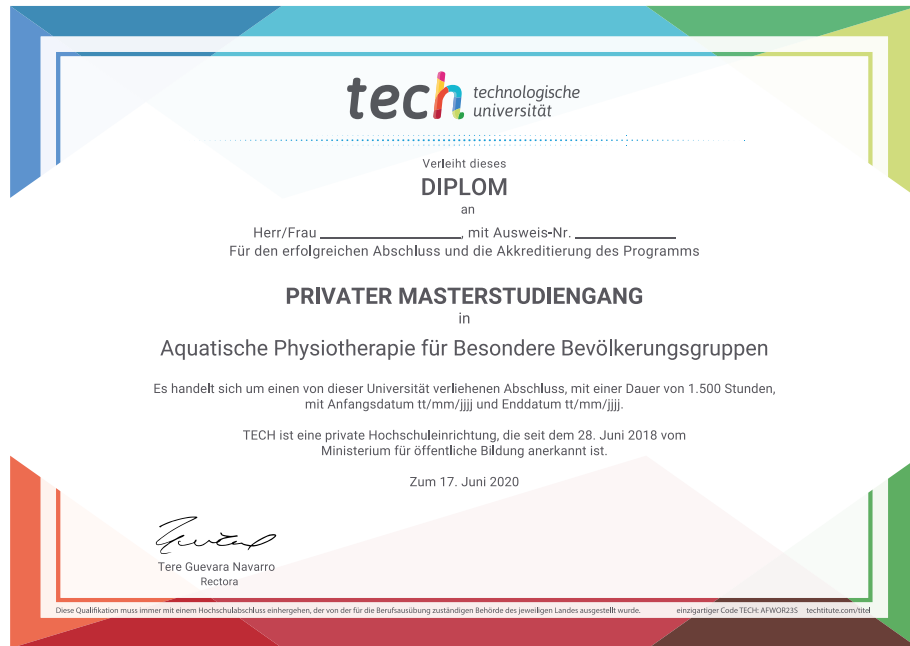 tech technologische
universität
Verleiht dieses
DIPLOM
an
Herr/Frau ____________________, mit Ausweis-Nr. ______________
Für den erfolgreichen Abschluss und die Akkreditierung des Programms
PRIVATER MASTERSTUDIENGANG
in
Aquatische Physiotherapie für Besondere Bevölkerungsgruppen
Es handelt sich um einen von dieser Universität verliehenen Abschluss, mit einer Dauer von 1.500 Stunden,
mit Anfangsdatum tt/mm/jjjj und Enddatum tt/mm/jjjj.
TECH ist eine private Hochschuleinrichtung, die seit dem 28. Juni 2018 vom
Ministerium für öffentliche Bildung anerkannt ist.
Zum 17. Juni 2020
Tere Guevara Navarro
Rectora
Diese Qualifikation muss immer mit einem Hochschulabschluss einhergehen, der von der für die Berufsausübung zuständigen Behörde des jeweiligen Landes ausgestellt wurde. einzigartiger Code TECH: AFWOR235 techtitute.com/titel